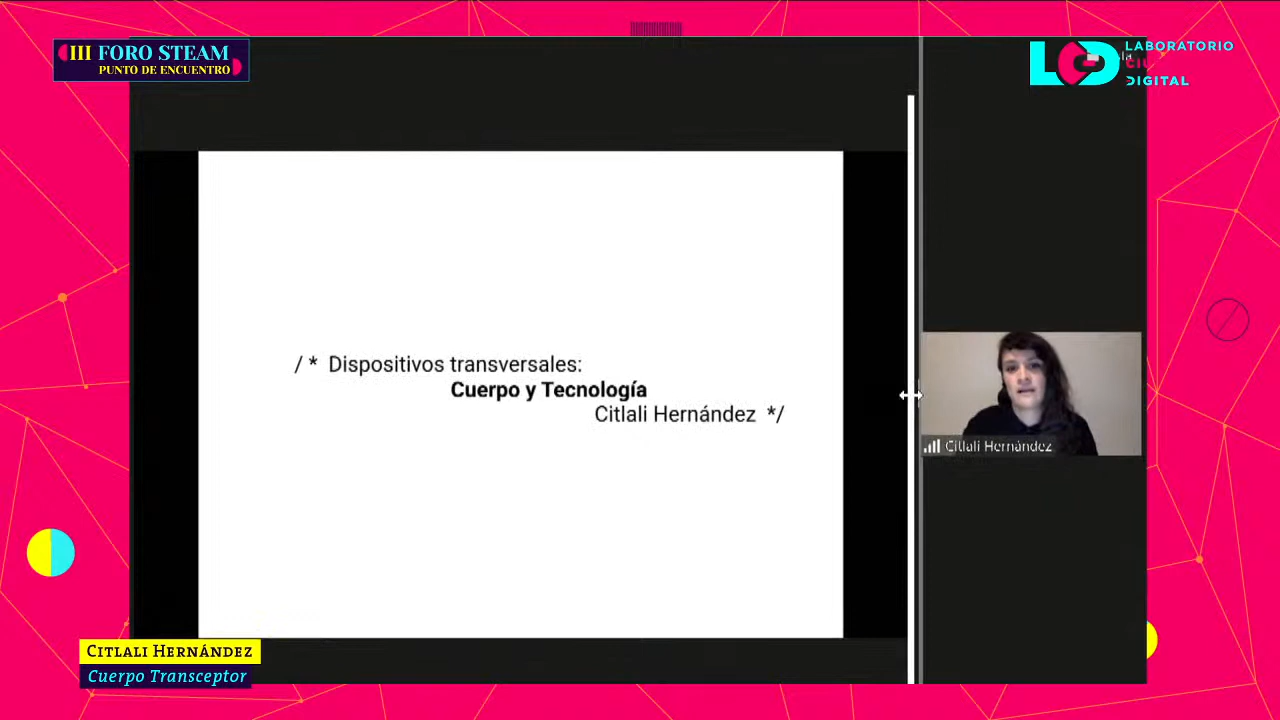 III FORO STEAM
PUNTO DE ENCUENTRO
LCD
LABORATORIO
DIGITAL
/ * Dispositivos transversales:
Cuerpo y Tecnología
Citlali Hernández */
Citlali Hernández
CITLALI HERNÁNDEZ
Cuerpo Transceptor